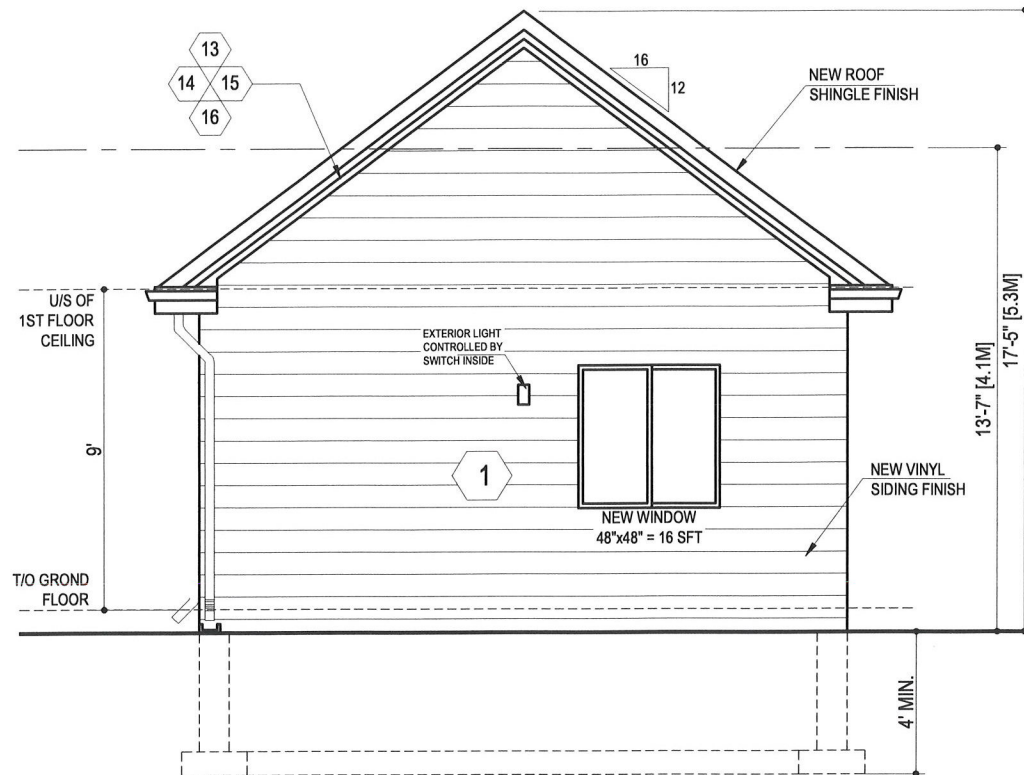 13
14
15
16
16
12
NEW ROOF
SHINGLE FINISH
U/S OF
1ST FLOOR
CEILING
EXTERIOR LIGHT
CONTROLLED BY
SWITCH INSIDE
9'
1
NEW WINDOW
48"x48" = 16 SFT
NEW VINYL
SIDING FINISH
13'-7" [4.1M]
17'-5" [5.3M]
T/O GROND
FLOOR
4' MIN.